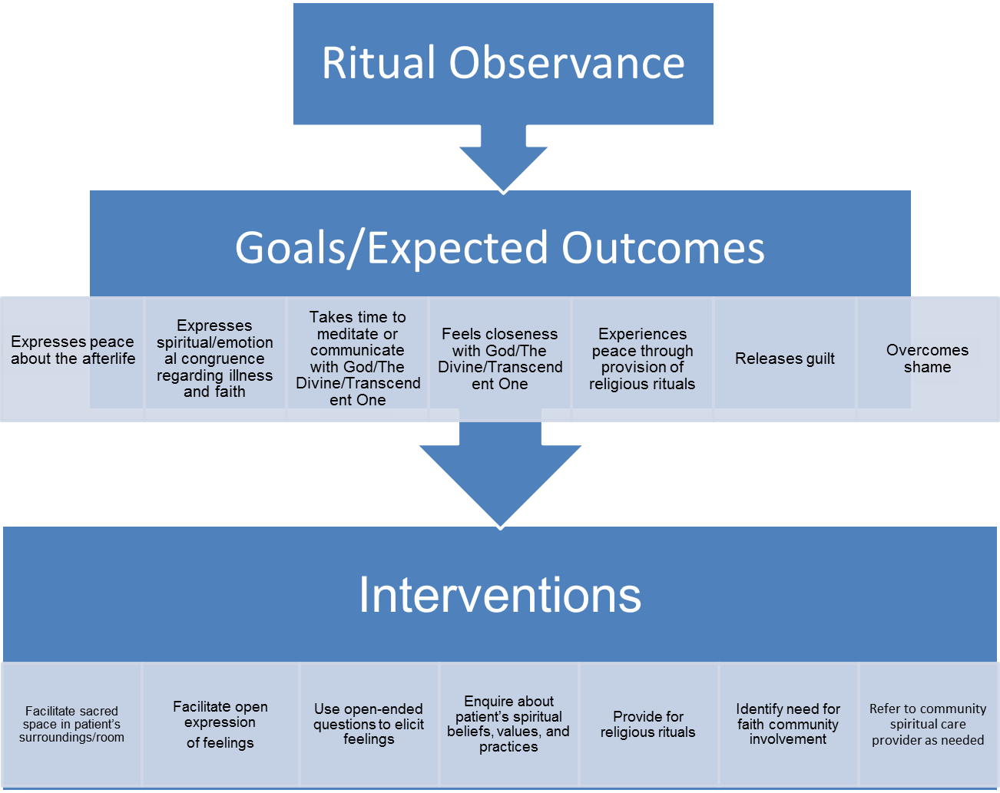 Ritual Observance
Goals/Expected Outcomes
Expresses peace
about the afterlife
Expresses
spiritual/emotion
al congruence
regarding illness
and faith
Takes time to
meditate or
communicate
with God/The
Divine/Transcend
ent One
Feels closeness
with God/The
Divine/Transcend
ent One
Experiences
peace through
provision of
religious rituals
Releases guilt
Overcomes
shame
Interventions
Facilitate sacred
space in patient’s
surroundings/room
Facilitate open
expression
of feelings
Use open-ended
questions to elicit
feelings
Enquire about
patient’s spiritual
beliefs, values, and
practices
Provide for
religious rituals
Identify need for
faith community
involvement
Refer to community
spiritual care
provider as needed